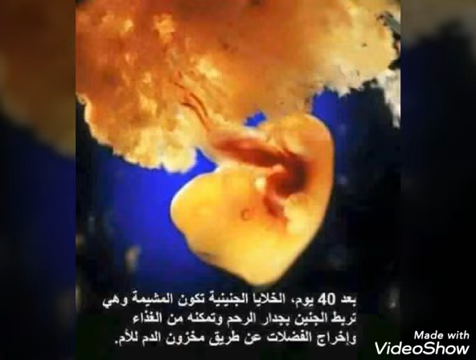 بعد 40 يوم، الخلايا الجنينية تكون المشيمة وهي
تربط الجنين بجدار الرحم وتمكنه من الغذاء
وإخراج الفضلات عن طريق مخزون الدم للأم.
Made with
VideoShow